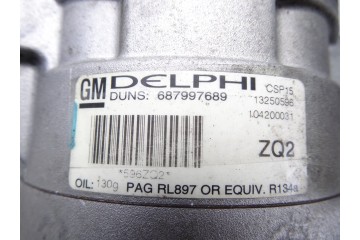 GM DELPHI CSP15
DUNS: 687997689 13250596
104200031
*596ZQ2* ZQ2
OIL: 130g PAG RL897 OR EQUIV. R134a